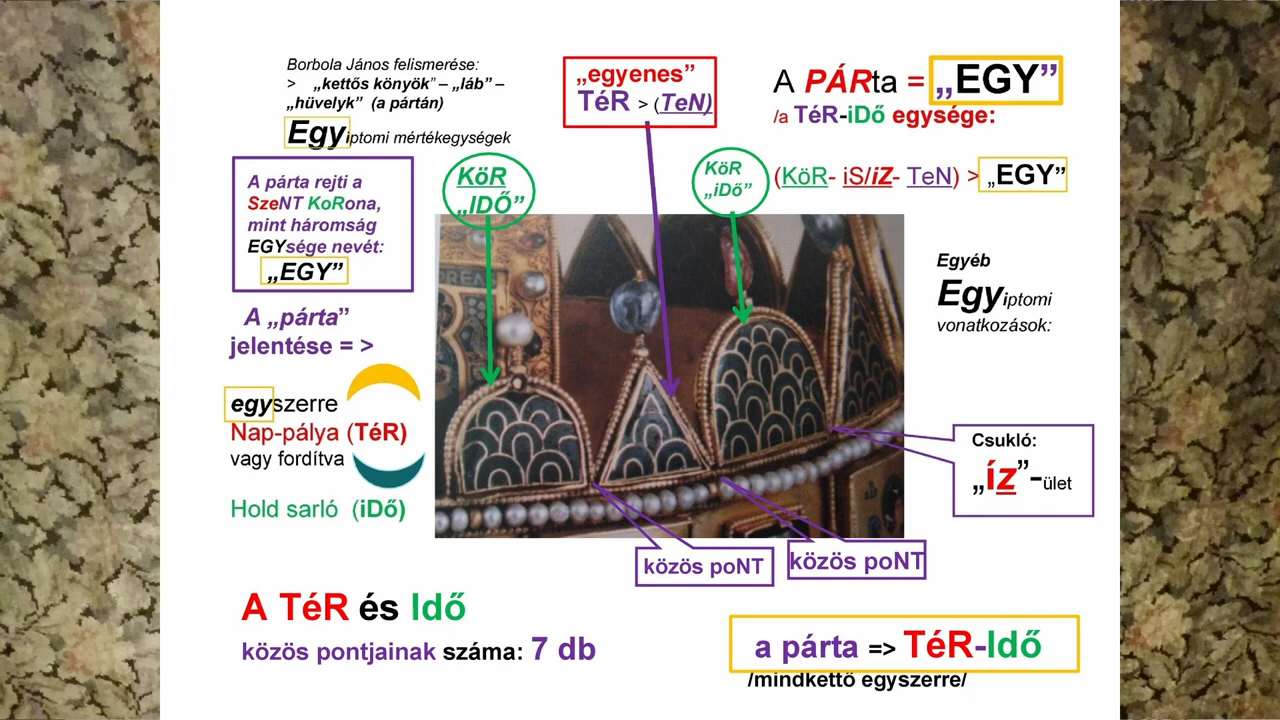 Borbola János felismerése:
> „kettős könyök” – „láb” –
„hüvelyk” (a pártán)
Egyiptomi mértékegységek
„egyenes”
TéR > (TeN)
A PÁRta = „EGY”
/a TéR-iDő egysége:
(KöR- iS/iZ- TeN) > „EGY”
KöR
„IDŐ”
KöR
„iDő”
A párta rejti a
SzeNT KoRona,
mint háromság
EGYsége nevét:
„EGY”
Egyéb
Egyiptomi
vonatkozások:
A „párta”
jelentése = >
egyszerre
Nap-pálya (TéR)
vagy fordítva
Hold sarló (iDő)
Csukló:
„íz”-ület
közös poNT
közös poNT
A TéR és Idő
közös pontjainak száma: 7 db
a párta => TéR-Idő
/mindkettő egyszerre/